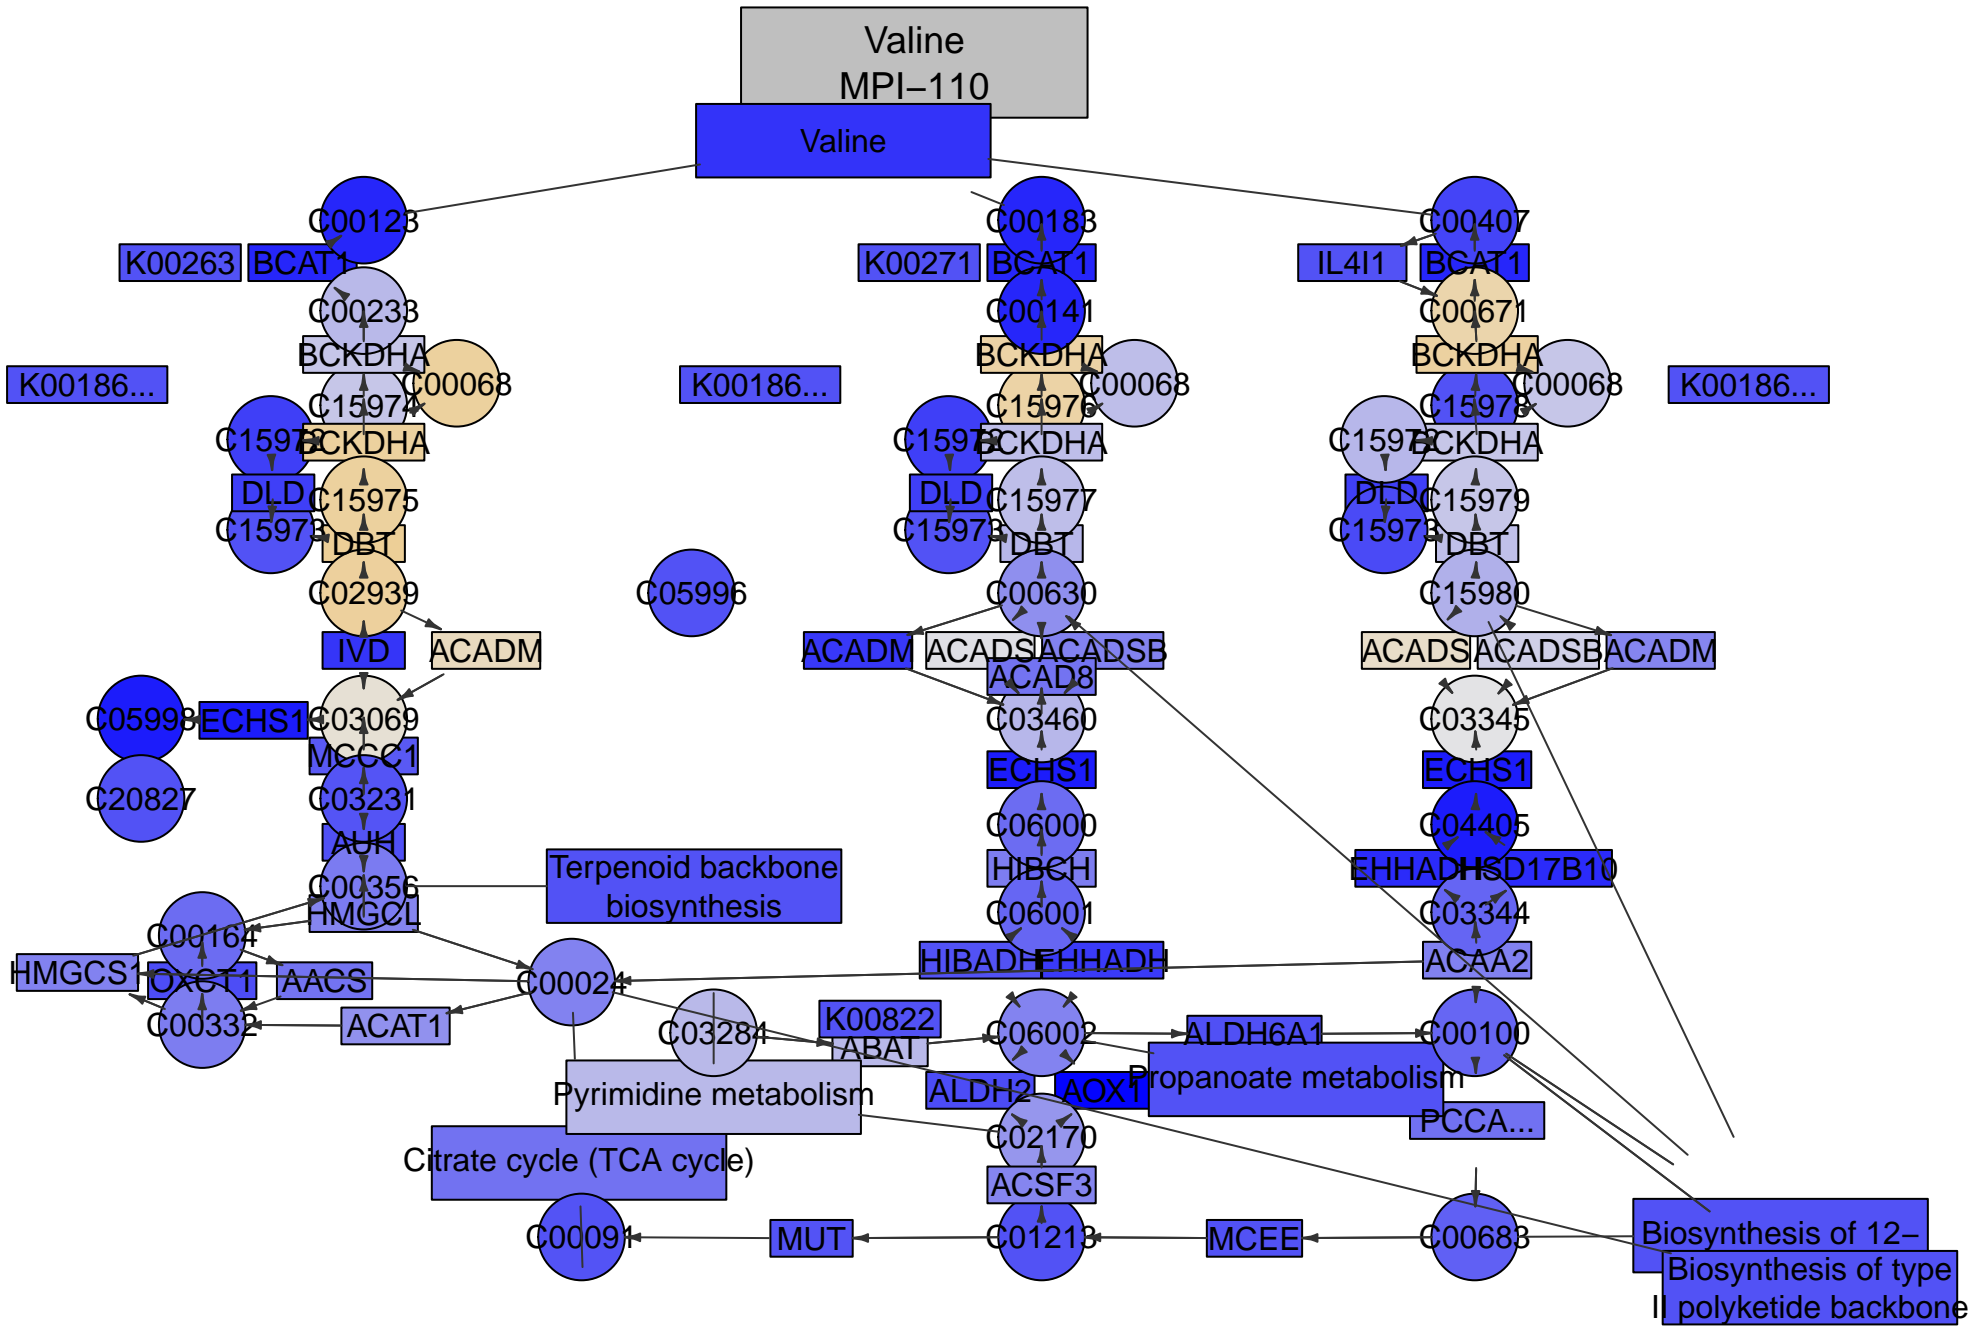 Valine
MPI−110
Valine
C00123
C00183
C00407
K00263
BCAT1
K00271
BCAT1
IL4I1
BCAT1
C00233
C00141
C00671
BCKDHA
BCKDHA
BCKDHA
K00186...
C00068
K00186...
C00068
C00068
K00186...
C15974
C15976
C15978
C15972
BCKDHA
C15972
BCKDHA
C15972
BCKDHA
DLD
C15975
DLD
C15977
DLD
C15979
C15973
DBT
C15973
DBT
C15973
DBT
C02939
C05996
C00630
C15980
IVD
ACADM
ACADM
ACADS
ACADSB
ACADS
ACADSB
ACADM
ACAD8
C05998
ECHS1
C03069
C03460
C03345
MCCC1
ECHS1
ECHS1
C20827
C03231
C06000
C04405
AUH
Terpenoid backbone
biosynthesis
HIBCH
EHHADH
HSD17B10
C00356
HMGCL
C06001
C03344
C00164
HMGCS1
OXCT1
AACS
C00024
HIBADH
EHHADH
ACAA2
C00332
ACAT1
C03284
K00822
ABAT
C06002
ALDH6A1
C00100
Pyrimidine metabolism
ALDH2
AOX1
Propanoate metabolism
PCCA...
Citrate cycle (TCA cycle)
C02170
ACSF3
C00091
MUT
C01213
MCEE
C00683
Biosynthesis of 12−
Biosynthesis of type
II polyketide backbone